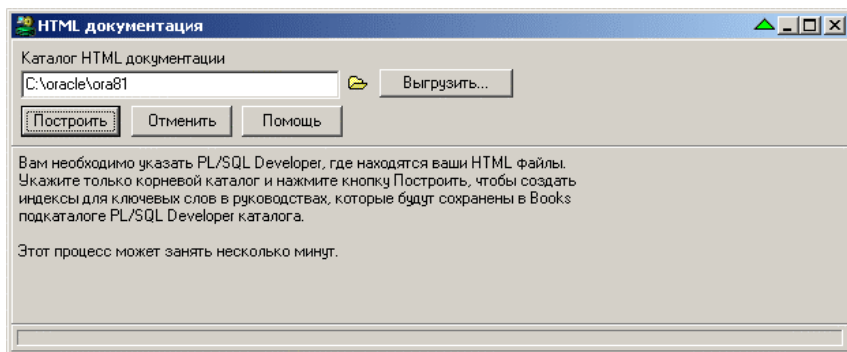 HTML документация
Каталог HTML документации
C:\oracle\ora81
Выгрузить...
Построить Отменить Помощь
Вам необходимо указать PL/SQL Developer, где находятся ваши HTML файлы.
Укажите только корневой каталог и нажмите кнопку Построить, чтобы создать
индексы для ключевых слов в руководствах, которые будут сохранены в Books
подкаталоге PL/SQL Developer каталога.
Этот процесс может занять несколько минут.